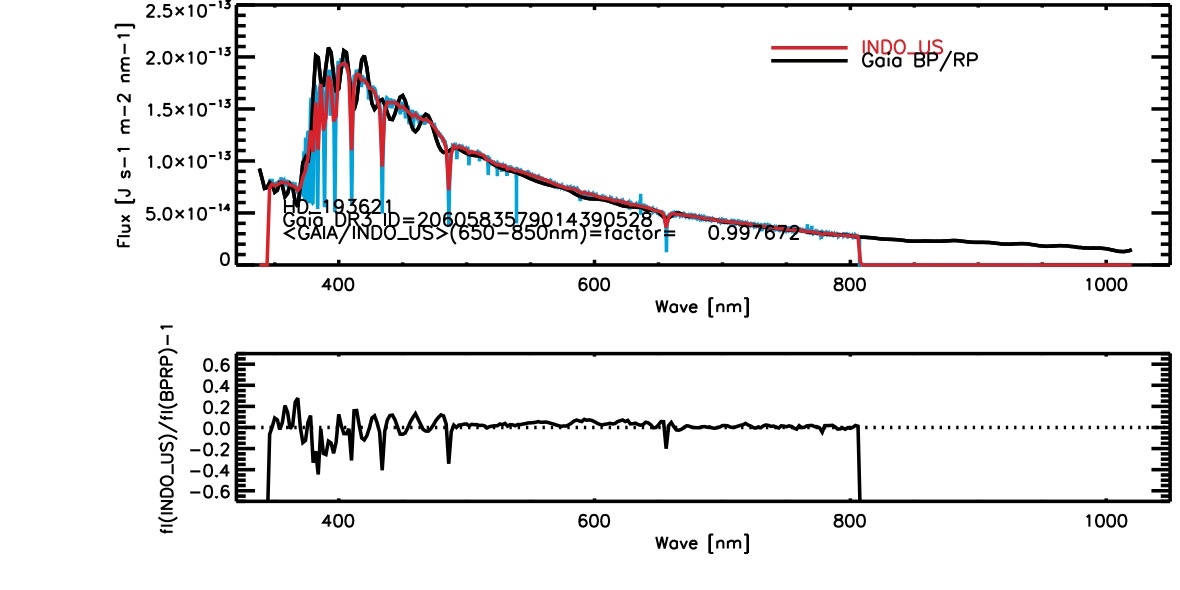 2.5×10−13
2.0×10−13
1.5×10−13
1.0×10−13
5.0×10−14
0
Flux [J s−1 m−2 nm−1]
INDO_US
Gaia BP/RP
HD_193621
Gaia DR3 ID=2060583579014390528
<GAIA/INDO_US>(650−850nm)=factor= 0.997672
400 600 800 1000
Wave [nm]
fl(INDO_US)/fl(BPRP)−1
0.6
0.4
0.2
0.0
−0.2
−0.4
−0.6
400 600 800 1000
Wave [nm]